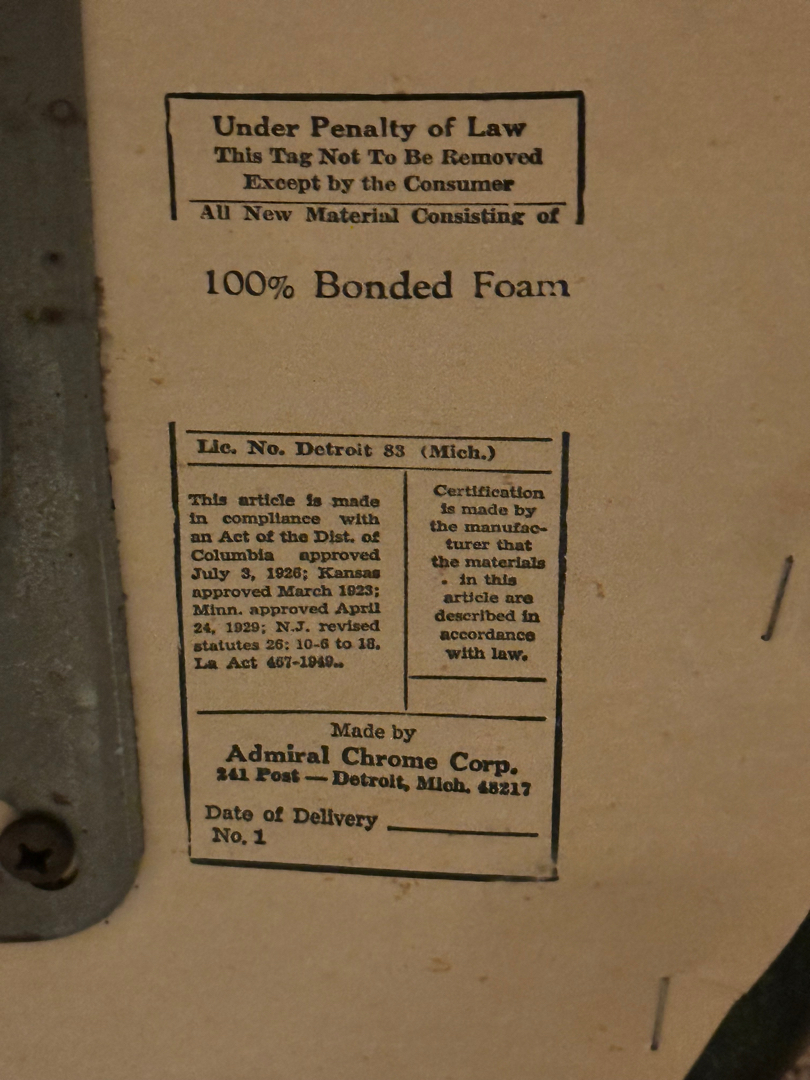 Under Penalty of Law
This Tag Not To Be Removed
Except by the Consumer
All New Material Consisting of
100% Bonded Foam
Lic. No. Detroit 83 (Mich.)
This article is made
in compliance with
an Act of the Dist. of
Columbia approved
July 3, 1926; Kansas
approved March 1923;
Minn. approved April
24, 1929; N.J. revised
statutes 26: 10-6 to 18.
La Act 467-1949..
Certification
is made by
the manufac-
turer that
the materials
. in this
article are
described in
accordance
with law.
Made by
Admiral Chrome Corp.
241 Post — Detroit, Mich. 48217
Date of Delivery
No. 1